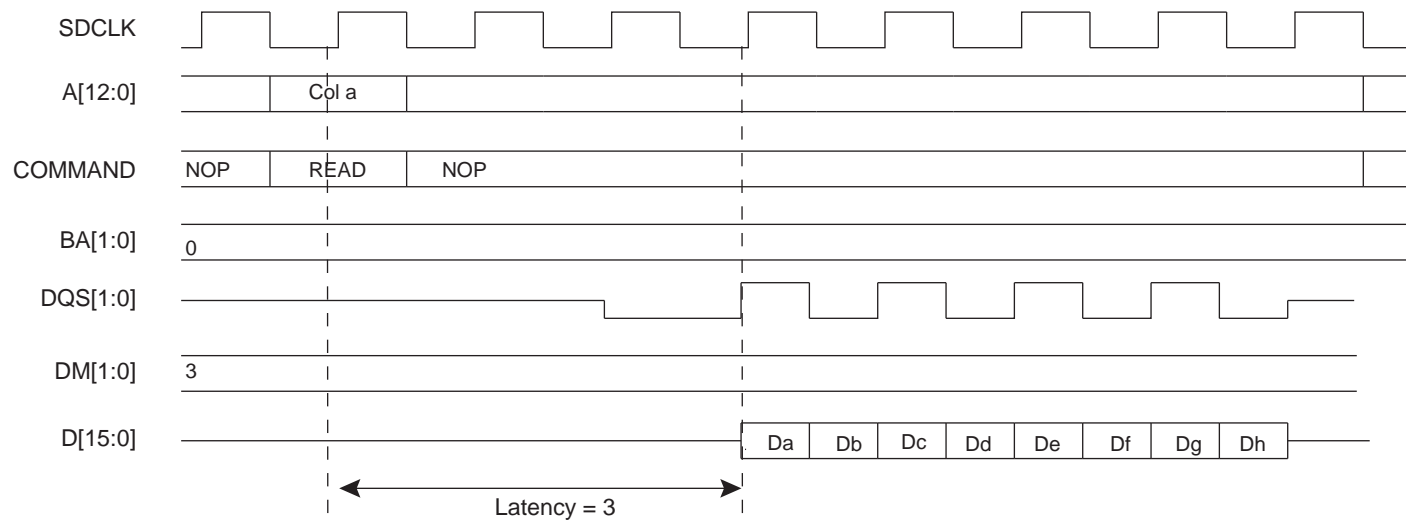 SDCLK
A[12:0] Col a
COMMAND NOP READ NOP
BA[1:0] 0
DQS[1:0]
DM[1:0] 3
D[15:0] Da Db Dc Dd De Df Dg Dh
Latency = 3